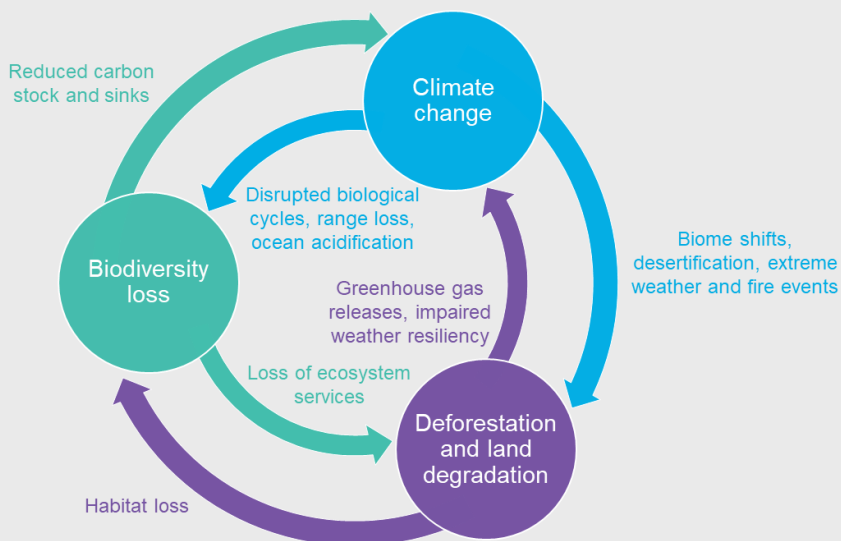 Reduced carbon
stock and sinks
Climate
change
Disrupted biological
cycles, range loss,
ocean acidification
Biome shifts,
desertification, extreme
weather and fire events
Biodiversity
loss
Greenhouse gas
releases, impaired
weather resiliency
Loss of ecosystem
services
Deforestation
and land
degradation
Habitat loss